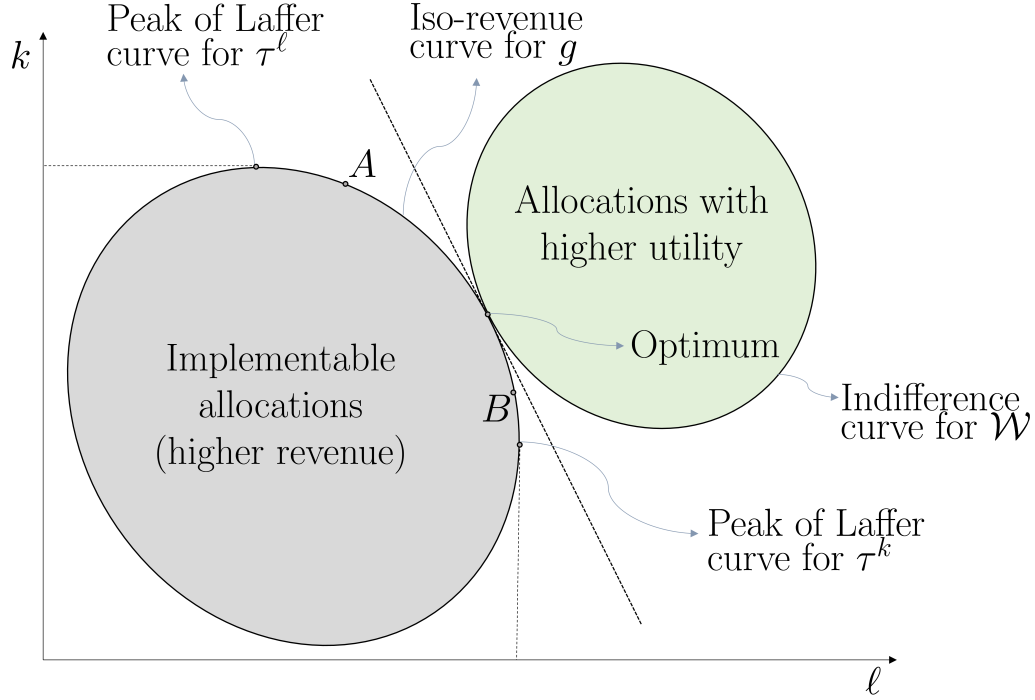 Peak of Laffer
curve for τ^ℓ
Iso-revenue
curve for g
k
A
Allocations with
higher utility
Optimum
Implementable
allocations
(higher revenue)
B
Indifference
curve for 𝒲
Peak of Laffer
curve for τ^k
ℓ